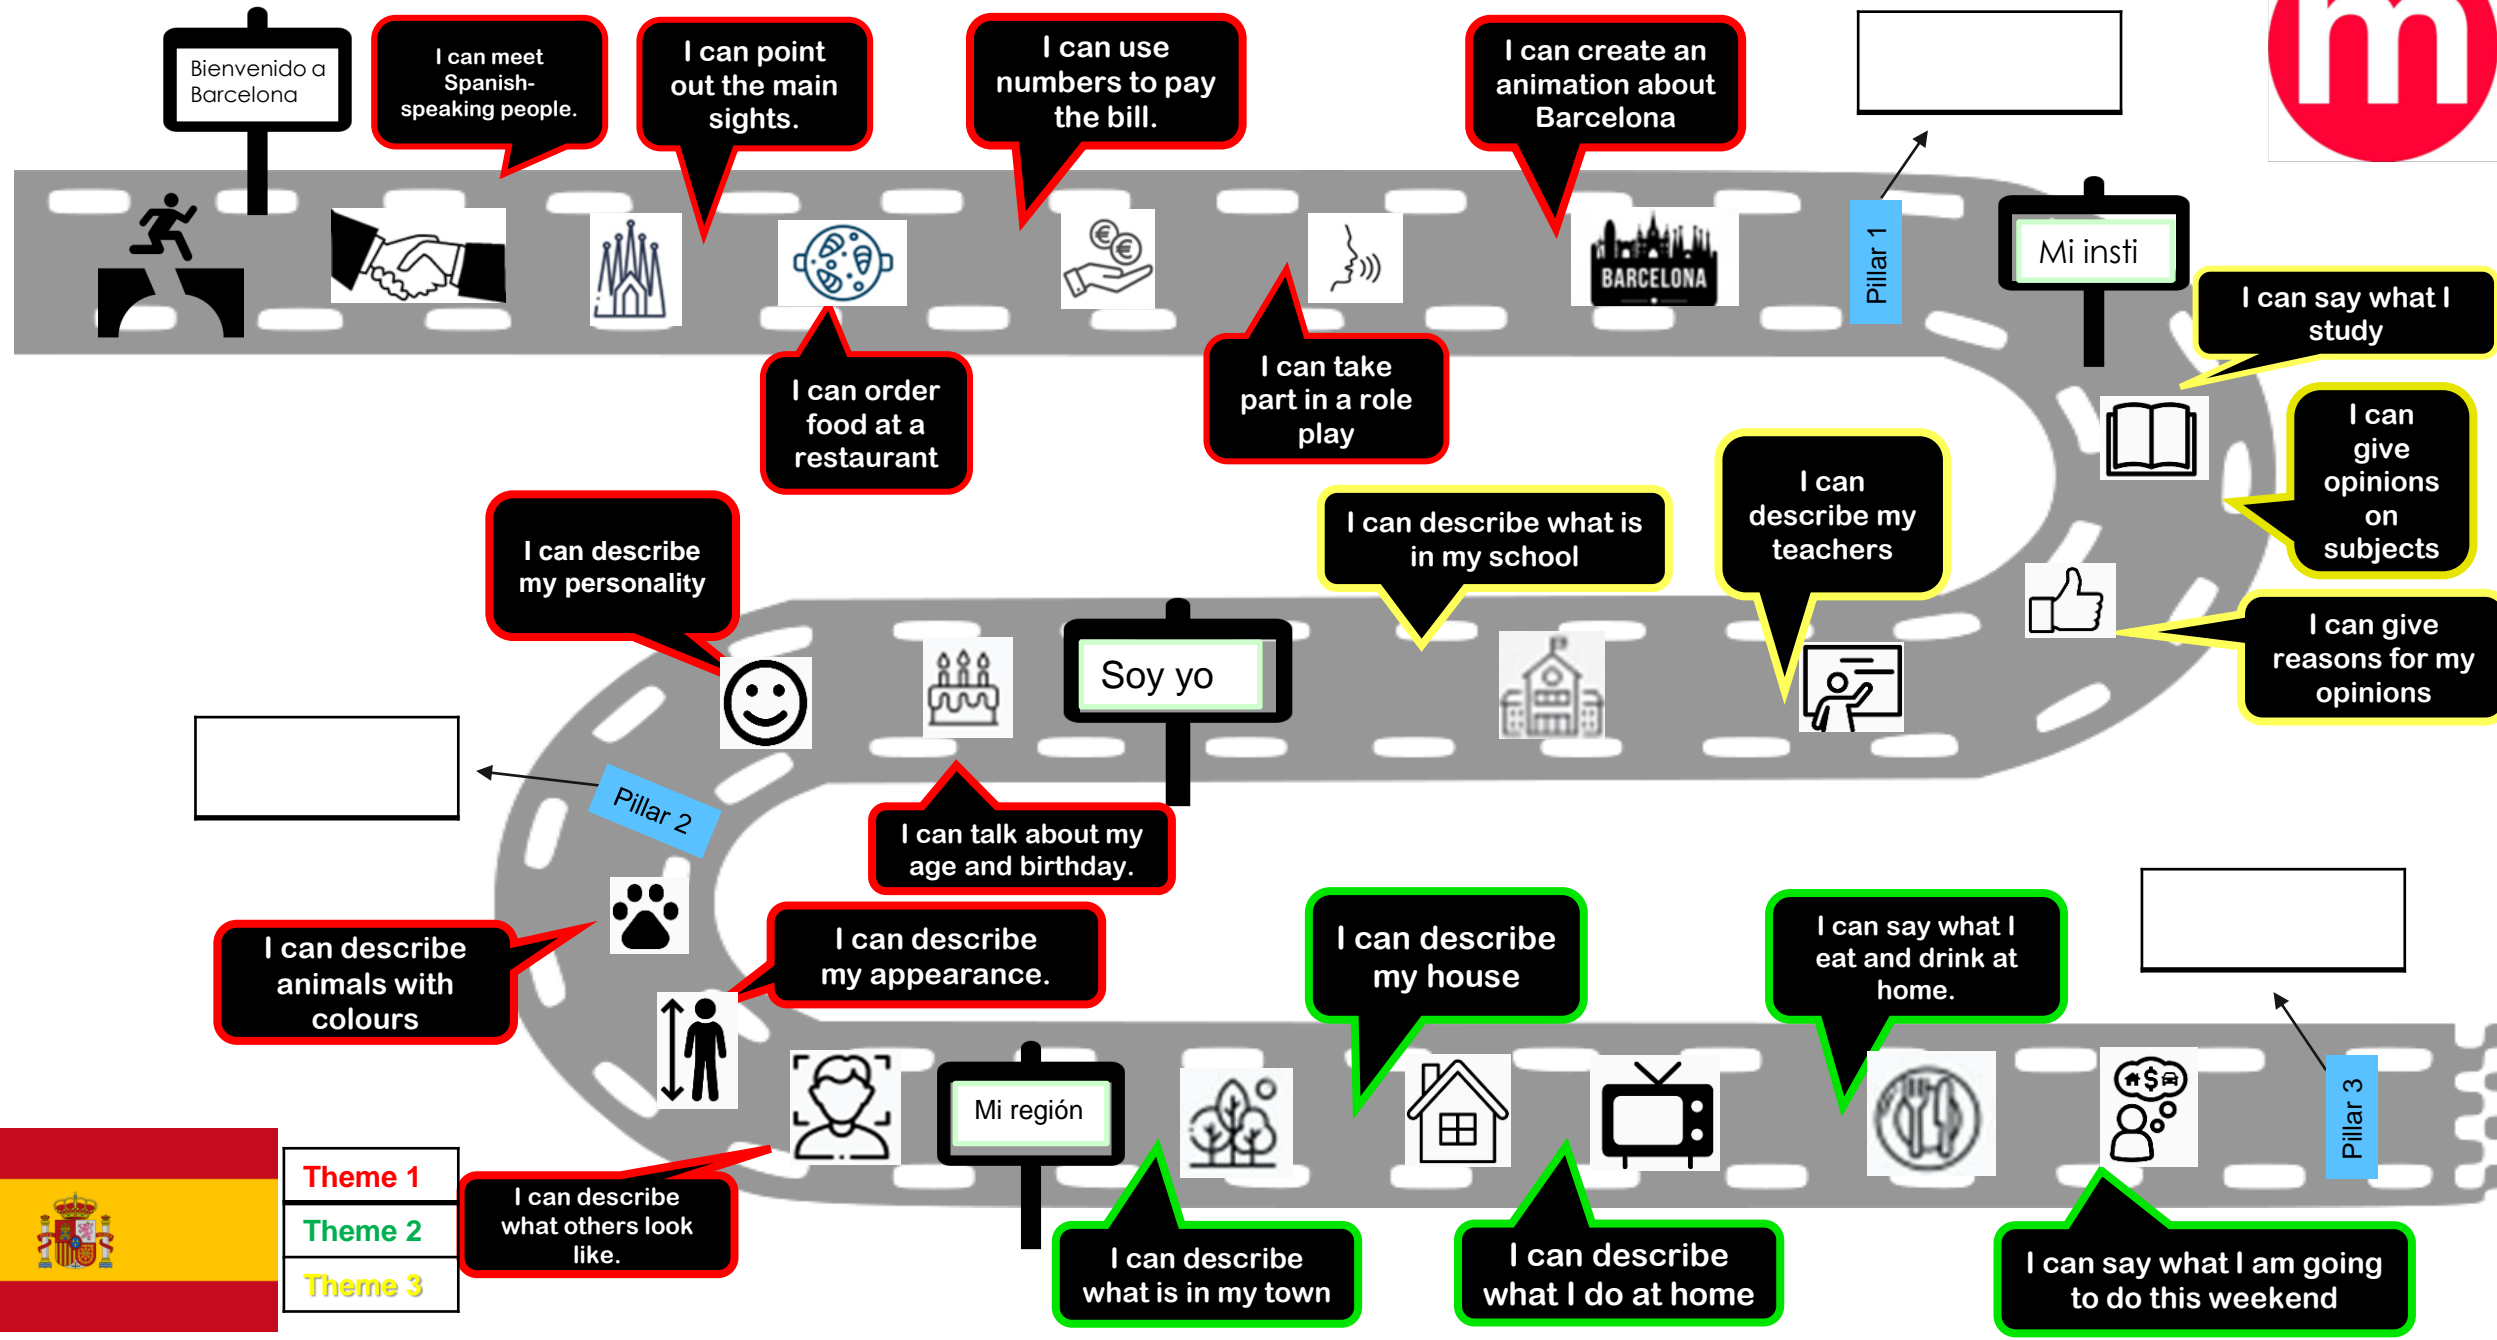 Bienvenido a
Barcelona
I can meet
Spanish-
speaking people.
I can point
out the main
sights.
I can use
numbers to pay
the bill.
I can create an
animation about
Barcelona
m
BARCELONA
Pillar 1
Mi insti
I can say what I
study
I can order
food at a
restaurant
I can take
part in a role
play
I can
give
opinions
on
subjects
I can
describe my
teachers
I can describe what is
in my school
I can give
reasons for my
opinions
I can describe
my personality
Soy yo
Pillar 2
I can talk about my
age and birthday.
I can describe
animals with
colours
I can describe
my appearance.
I can describe
my house
I can say what I
eat and drink at
home.
Mi región
Pillar 3
Theme 1
Theme 2
Theme 3
I can describe
what others look
like.
I can describe
what is in my town
I can describe
what I do at home
I can say what I am going
to do this weekend